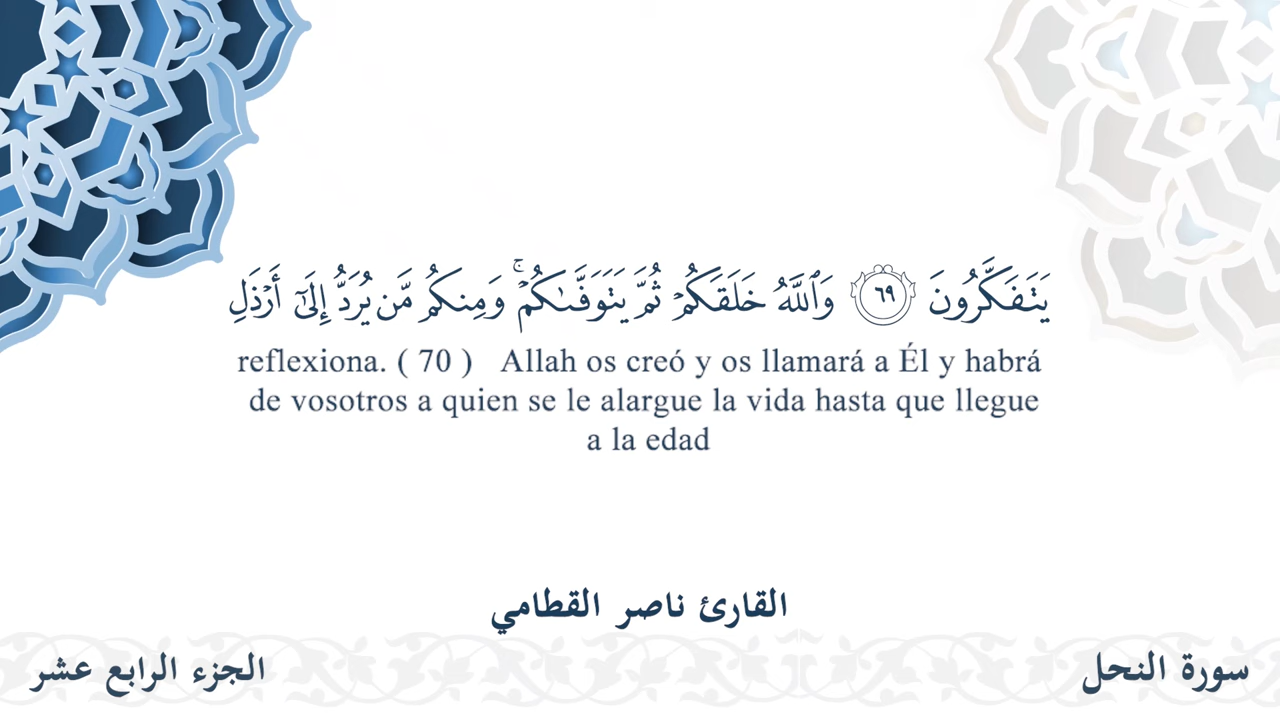 يَتَفَكَّرُونَ ٦٩ وَٱللَّهُ خَلَقَكُمْ ثُمَّ يَتَوَفَّىٰكُمْ ۚ وَمِنكُم مَّن يُرَدُّ إِلَىٰٓ أَرْذَلِ
reflexiona. ( 70 ) Allah os creó y os llamará a Él y habrá
de vosotros a quien se le alargue la vida hasta que llegue
a la edad
القارئ ناصر القطامي
سورة النحل
الجزء الرابع عشر